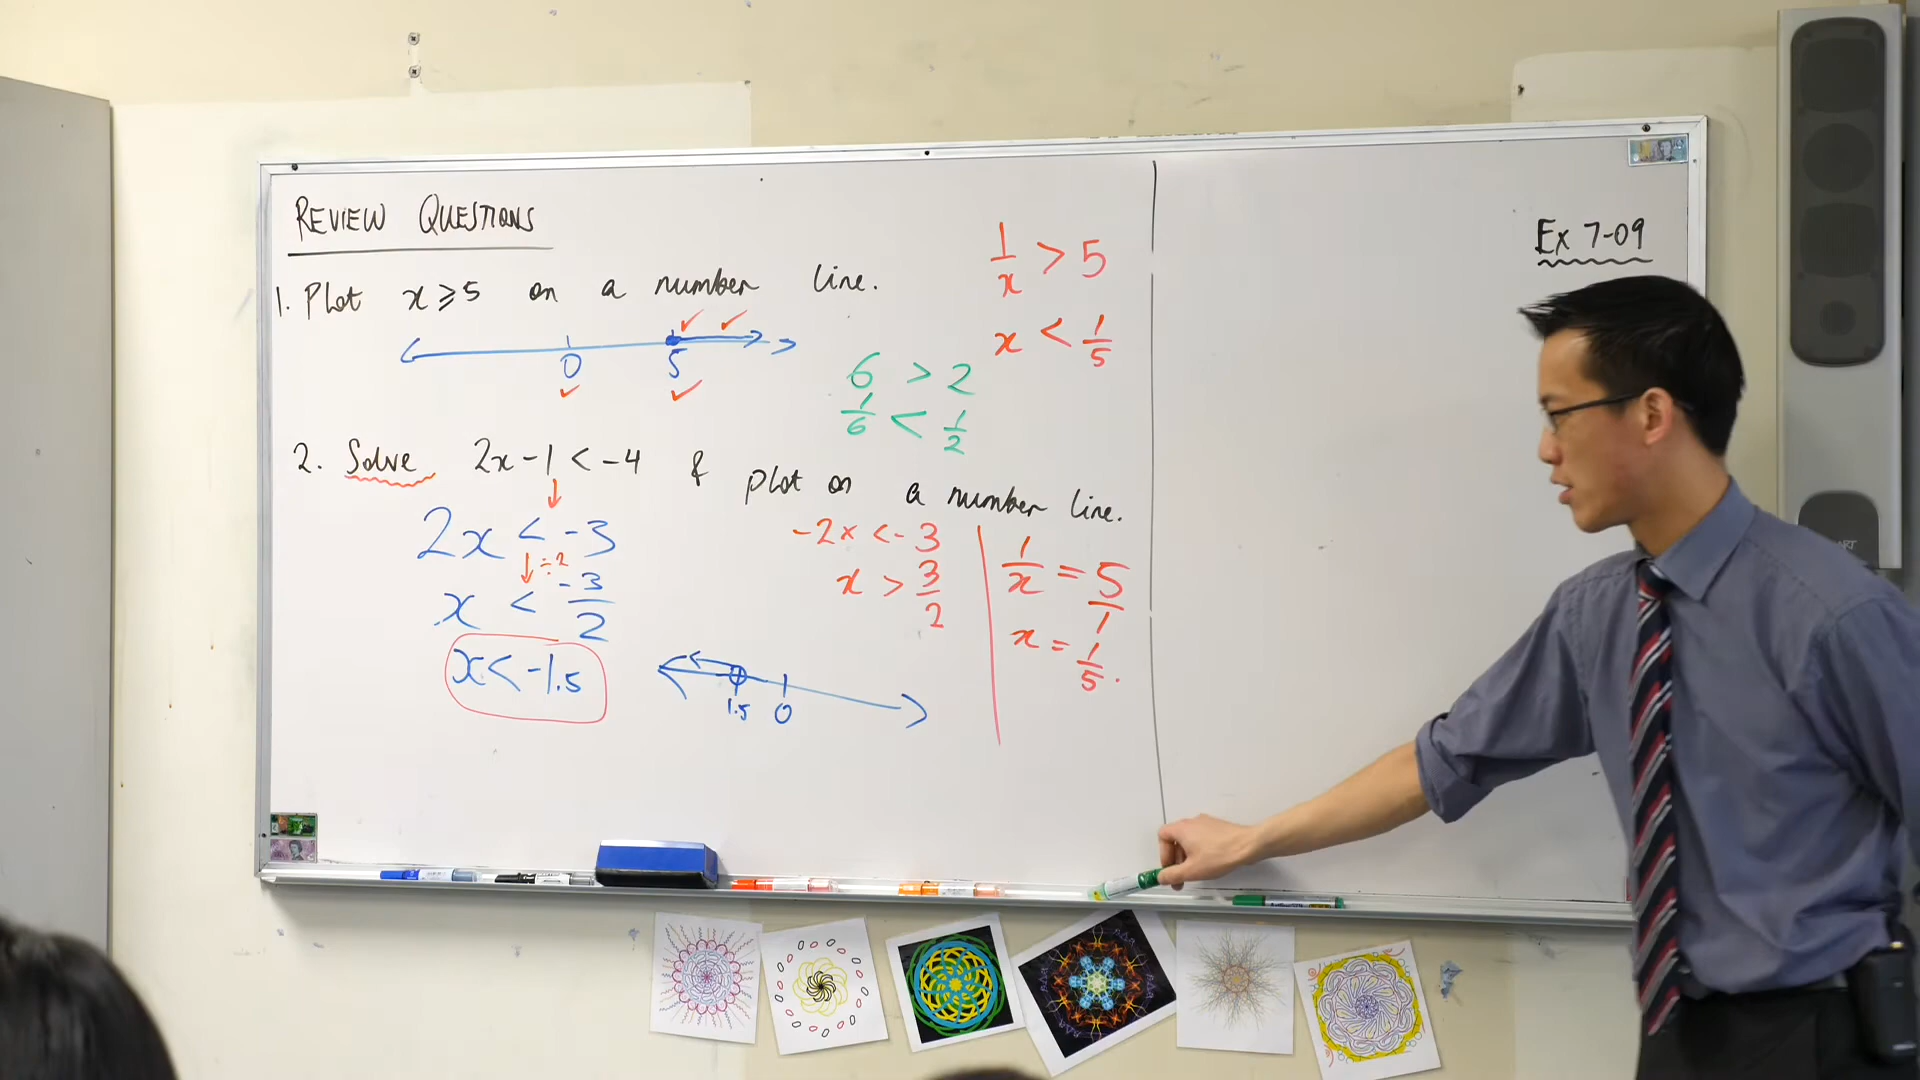 REVIEW QUESTIONS
1. Plot x ⩾ 5 on a number line.
0 5
2. Solve 2x - 1 < -4 & plot on a number line.
2x < -3
÷2
x < -3/2
x < -1.5
1.5 0
6 > 2
1/6 < 1/2
1/x > 5
x < 1/5
-2x < -3
x > 3/2
1/x = 5/1
x = 1/5.
Ex 7-09